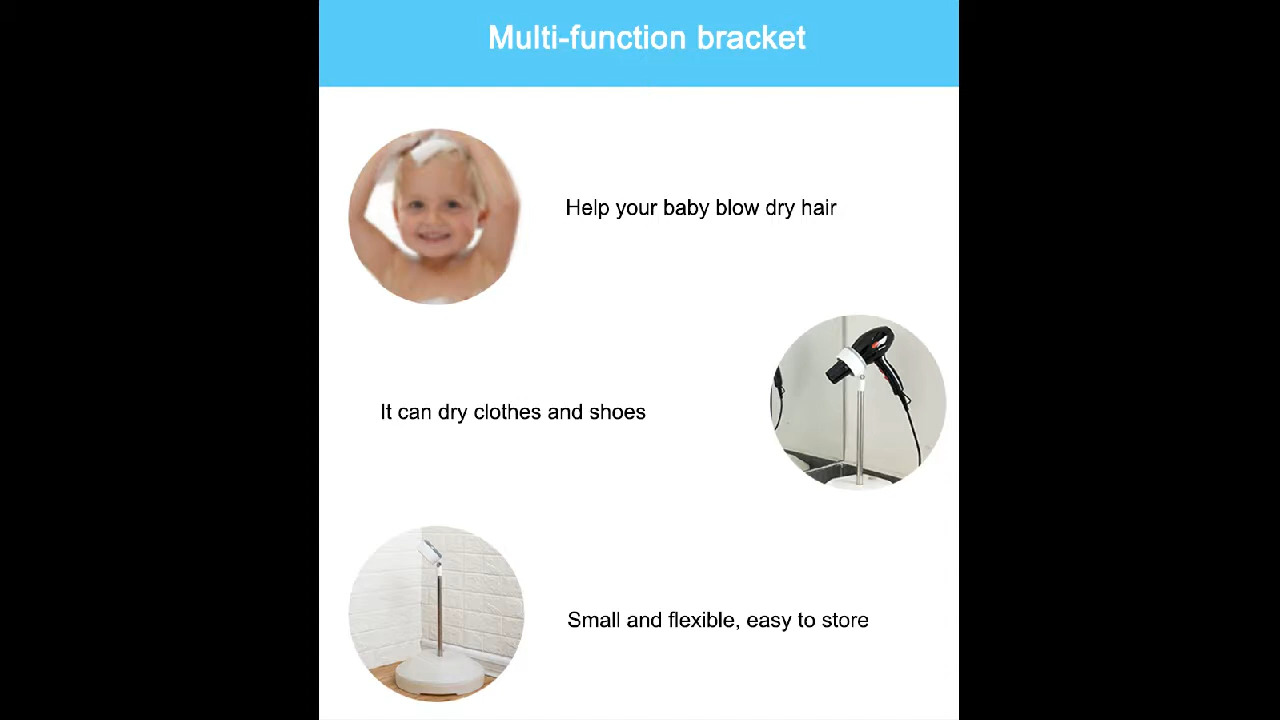 Multi-function bracket
Help your baby blow dry hair
It can dry clothes and shoes
Small and flexible, easy to store